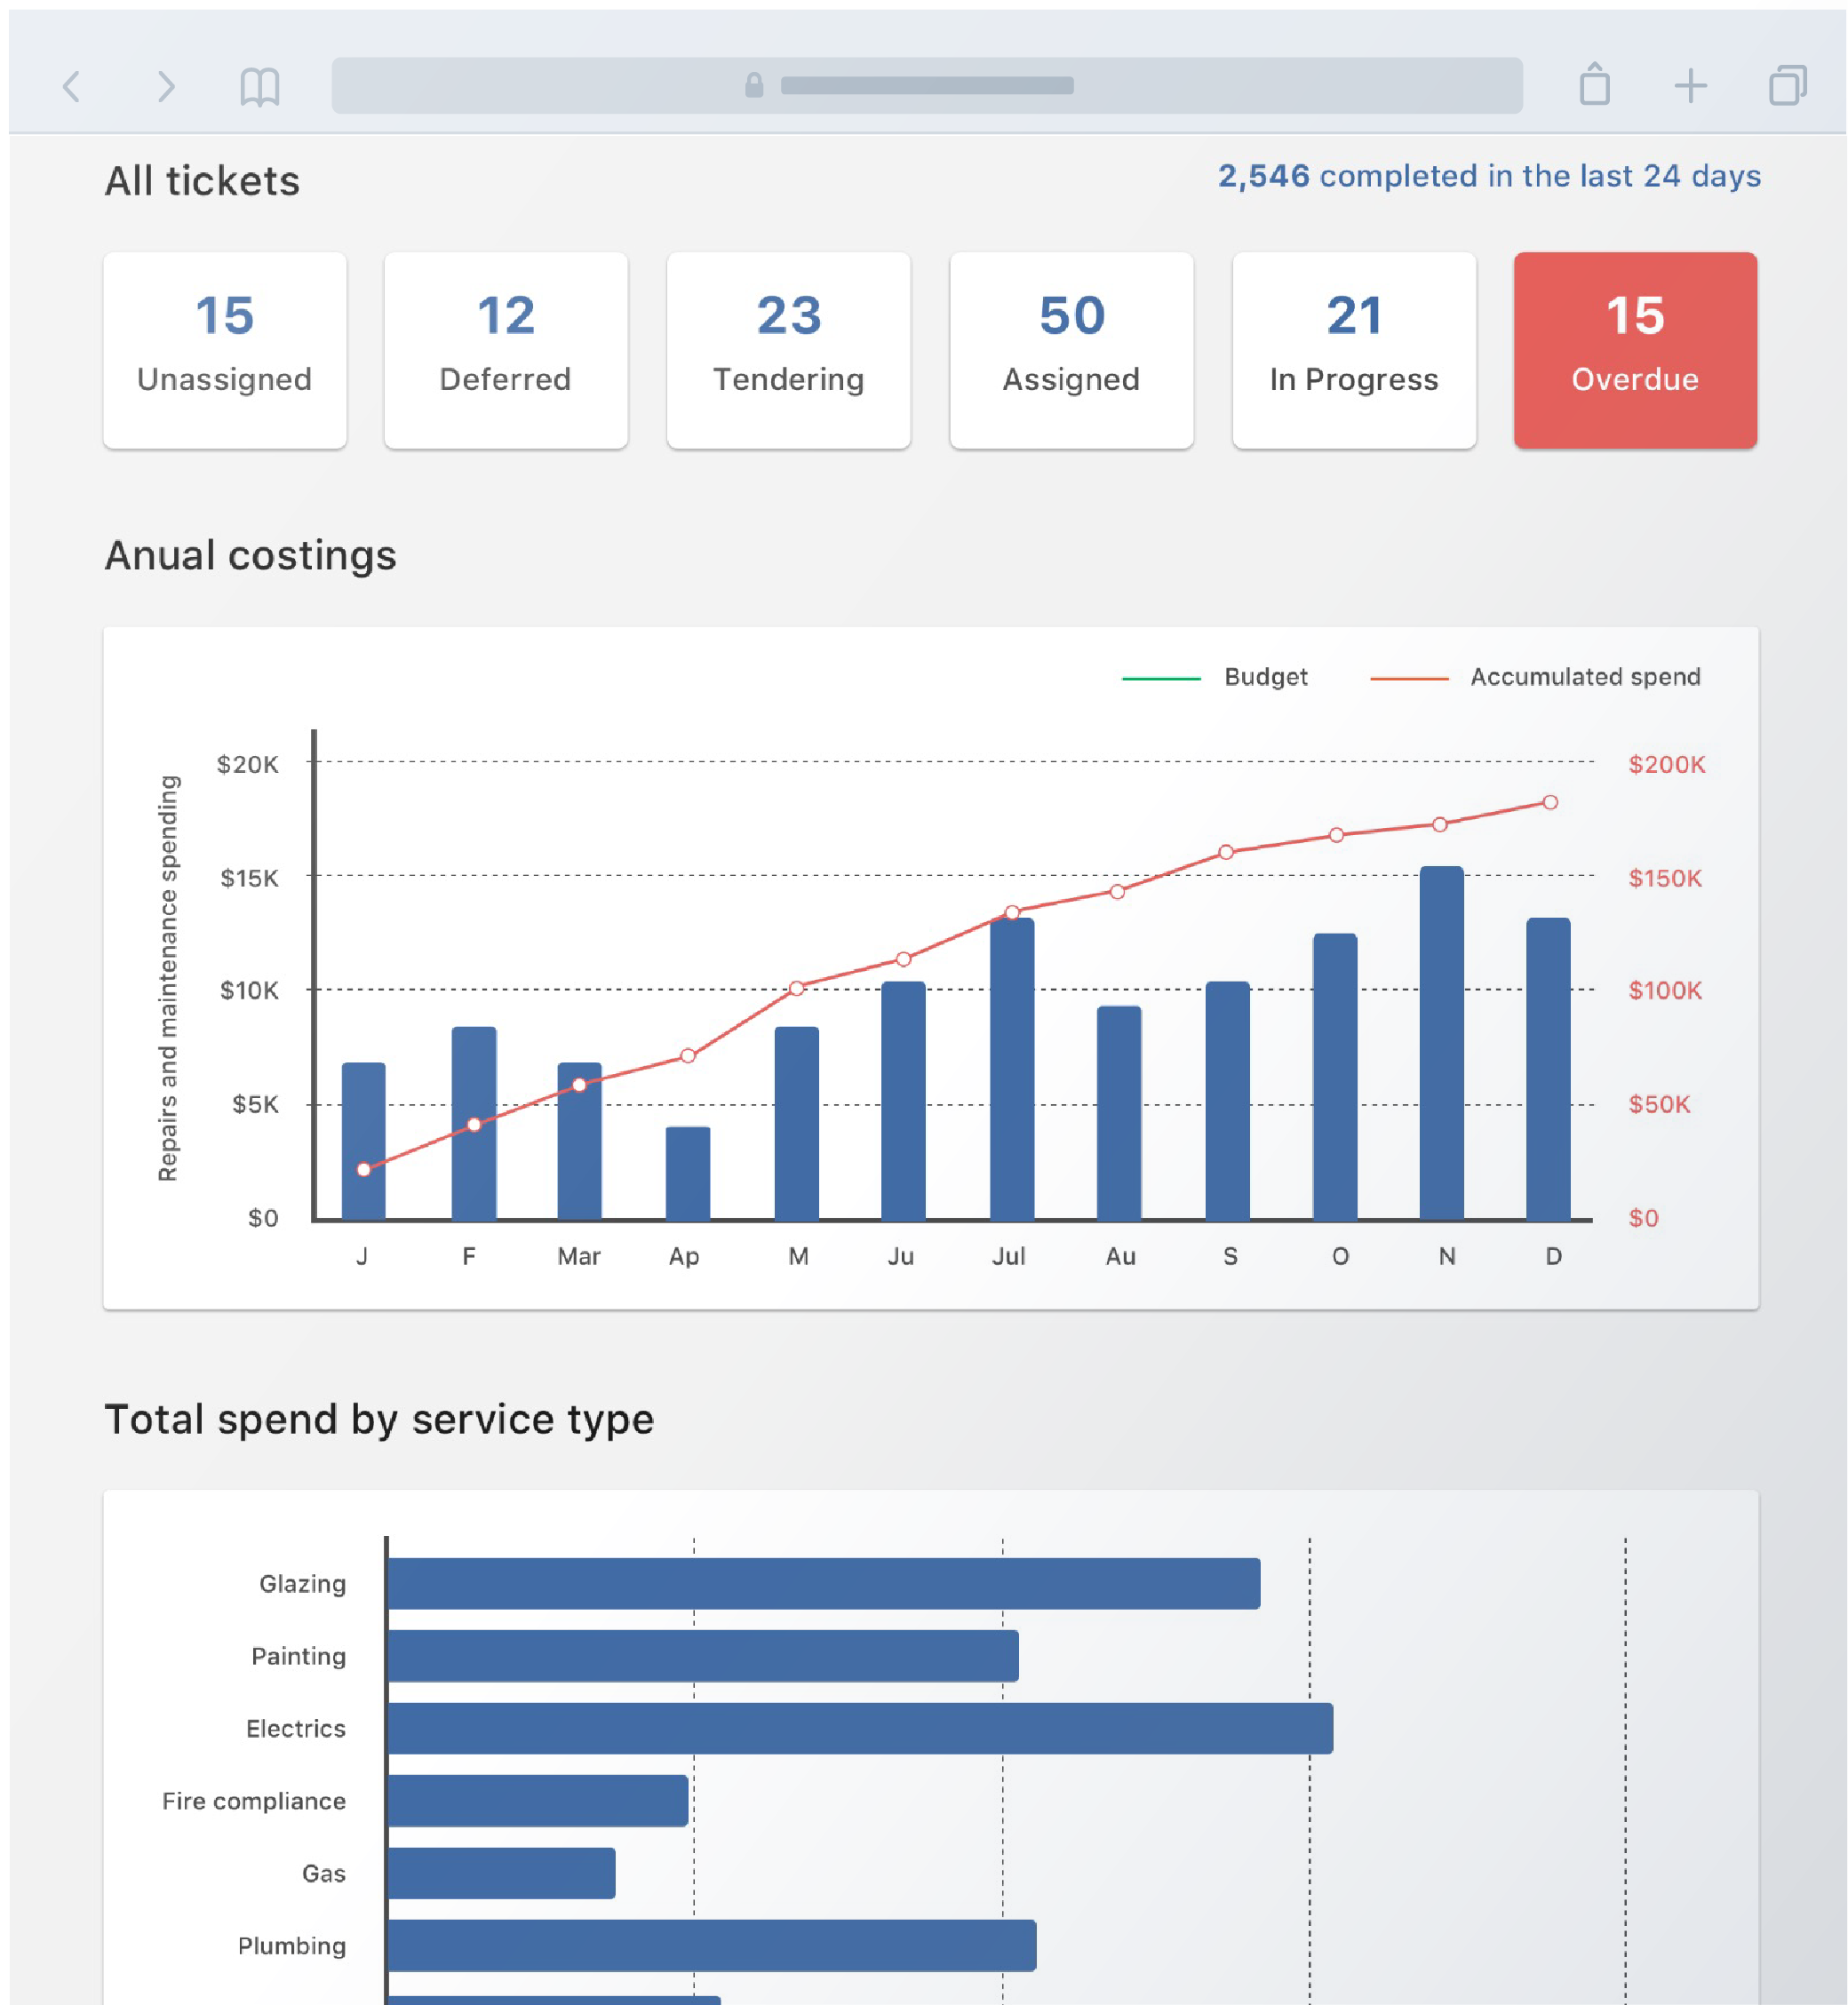 All tickets
2,546 completed in the last 24 days
15
Unassigned
12
Deferred
23
Tendering
50
Assigned
21
In Progress
15
Overdue
Anual costings
Budget
Accumulated spend
Repairs and maintenance spending
$20K
$15K
$10K
$5K
$0
$200K
$150K
$100K
$50K
$0
J F Mar Ap M Ju Jul Au S O N D
Total spend by service type
Glazing
Painting
Electrics
Fire compliance
Gas
Plumbing